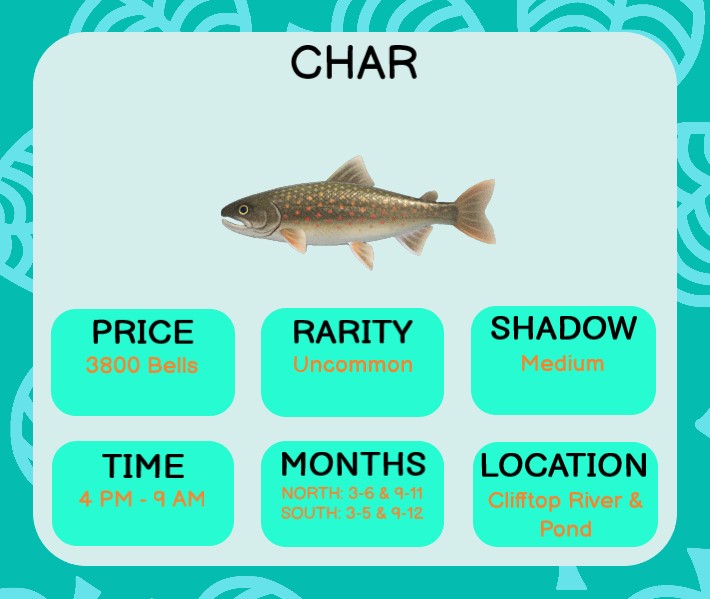 CHAR
PRICE
3800 Bells
RARITY
Uncommon
SHADOW
Medium
TIME
4 PM - 9 AM
MONTHS
NORTH: 3-6 & 9-11
SOUTH: 3-5 & 9-12
LOCATION
Clifftop River &
Pond